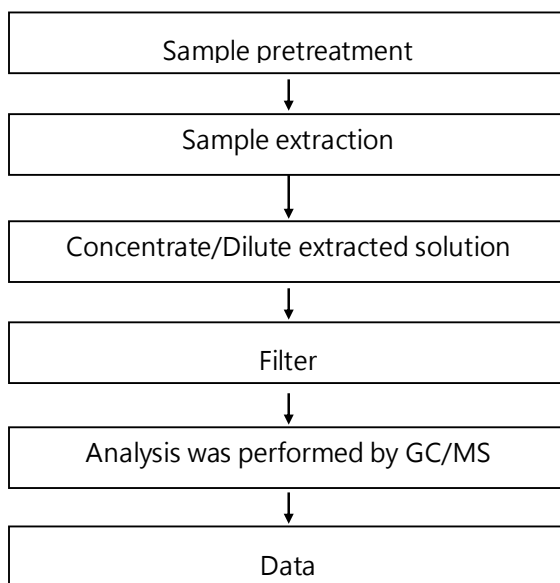 Sample pretreatment
Sample extraction
Concentrate/Dilute extracted solution
Filter
Analysis was performed by GC/MS
Data